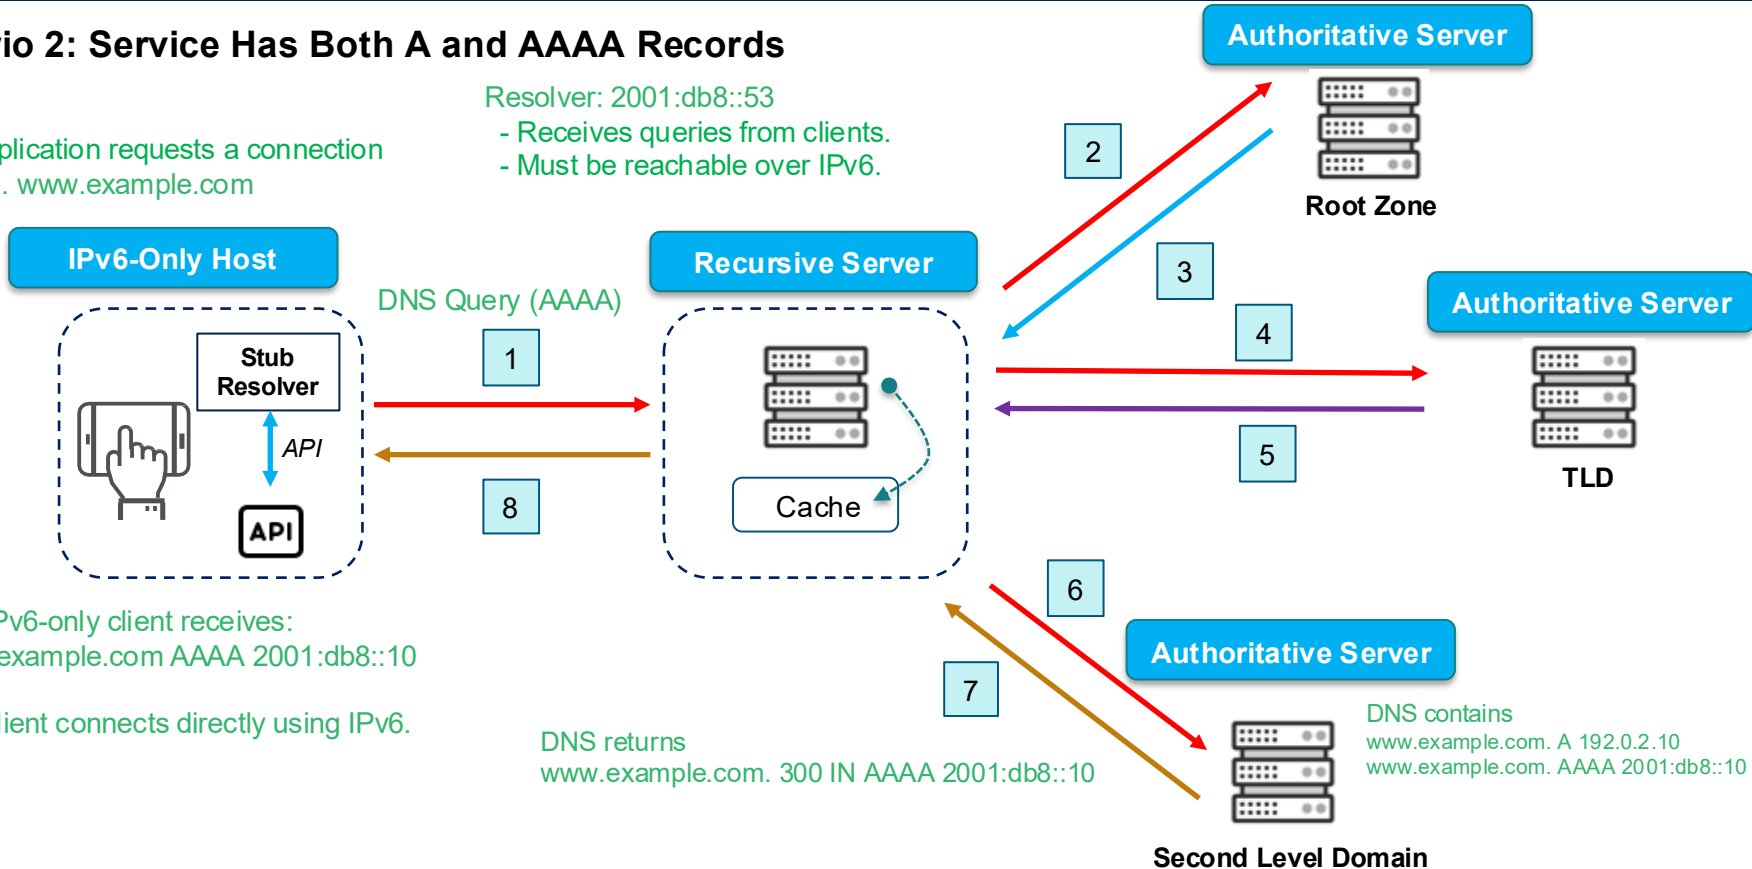 io 2: Service Has Both A and AAAA Records
Resolver: 2001:db8::53
- Receives queries from clients.
- Must be reachable over IPv6.
plication requests a connection
. www.example.com
Authoritative Server
Root Zone
2
3
IPv6-Only Host
Stub
Resolver
API
API
DNS Query (AAAA)
1
8
Recursive Server
Cache
4
5
Authoritative Server
TLD
6
7
Authoritative Server
Second Level Domain
DNS contains
www.example.com. A 192.0.2.10
www.example.com. AAAA 2001:db8::10
Pv6-only client receives:
example.com AAAA 2001:db8::10
lient connects directly using IPv6.
DNS returns
www.example.com. 300 IN AAAA 2001:db8::10